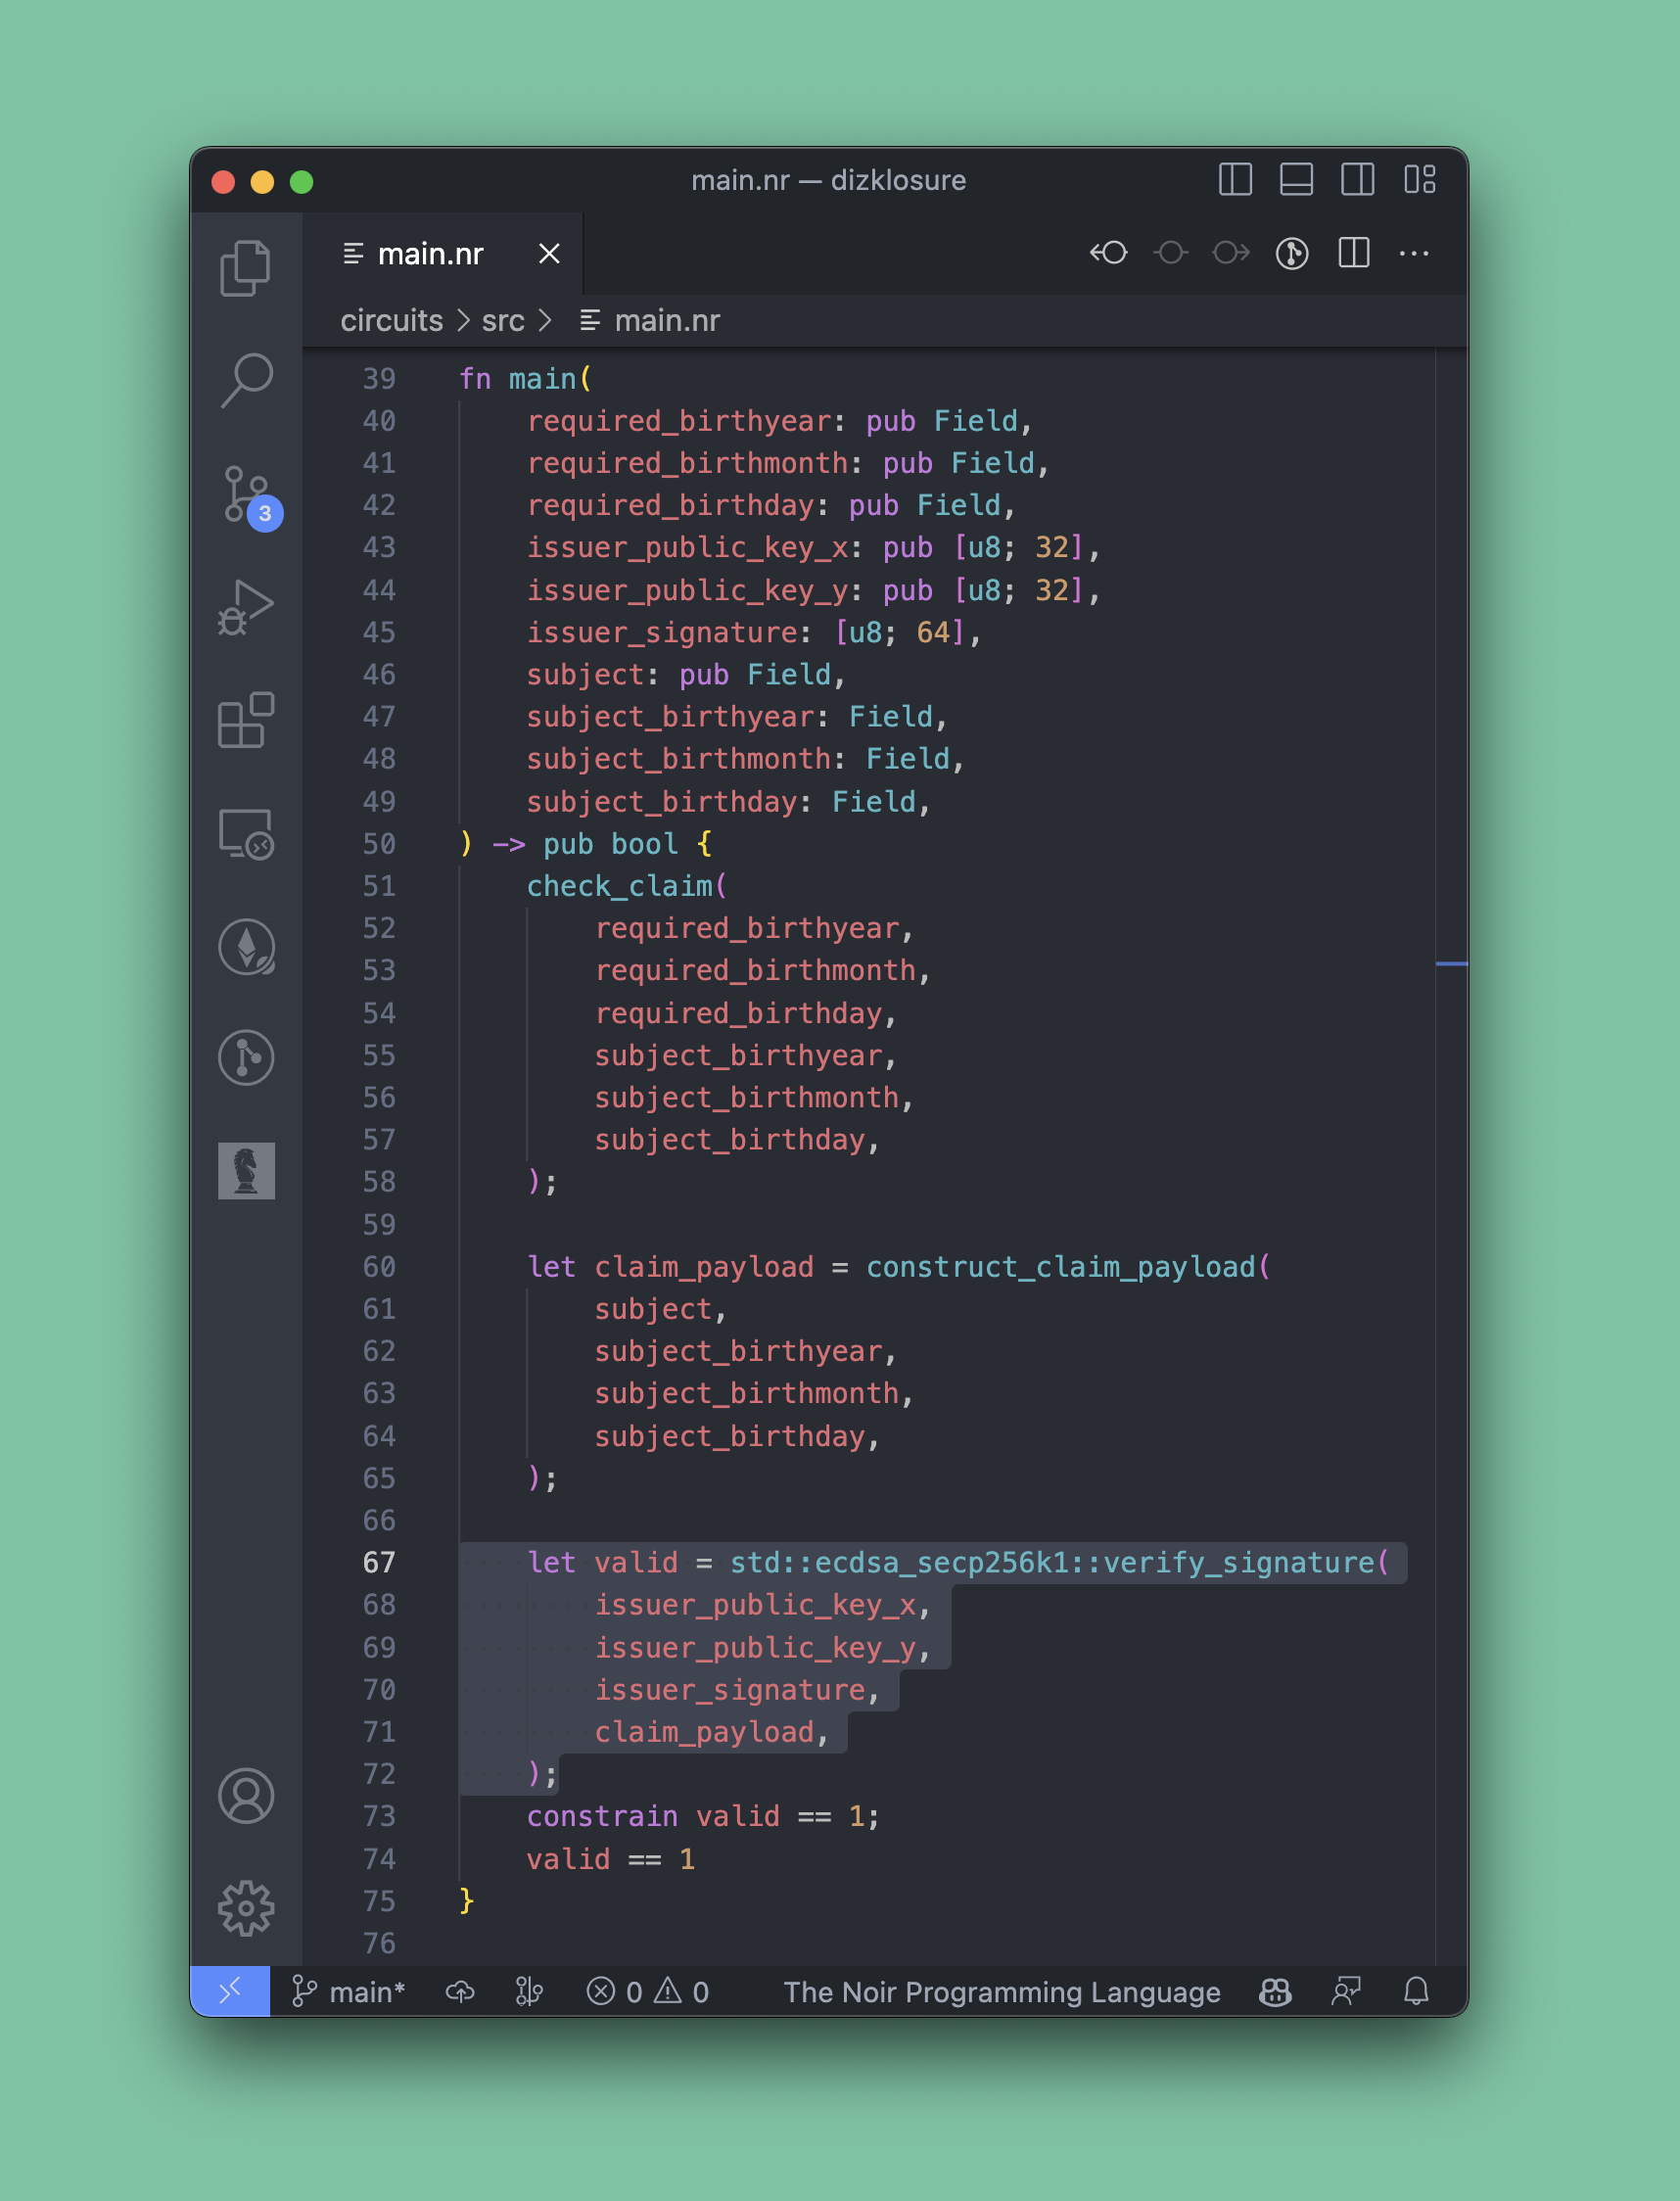 main.nr — dizklosure
main.nr
circuits > src > main.nr
39 fn main(
40     required_birthyear: pub Field,
41     required_birthmonth: pub Field,
42     required_birthday: pub Field,
43     issuer_public_key_x: pub [u8; 32],
44     issuer_public_key_y: pub [u8; 32],
45     issuer_signature: [u8; 64],
46     subject: pub Field,
47     subject_birthyear: Field,
48     subject_birthmonth: Field,
49     subject_birthday: Field,
50 ) -> pub bool {
51     check_claim(
52         required_birthyear,
53         required_birthmonth,
54         required_birthday,
55         subject_birthyear,
56         subject_birthmonth,
57         subject_birthday,
58     );
59
60     let claim_payload = construct_claim_payload(
61         subject,
62         subject_birthyear,
63         subject_birthmonth,
64         subject_birthday,
65     );
66
67     let valid = std::ecdsa_secp256k1::verify_signature(
68         issuer_public_key_x,
69         issuer_public_key_y,
70         issuer_signature,
71         claim_payload,
72     );
73     constrain valid == 1;
74     valid == 1
75 }
76
3
main* 0 0 The Noir Programming Language